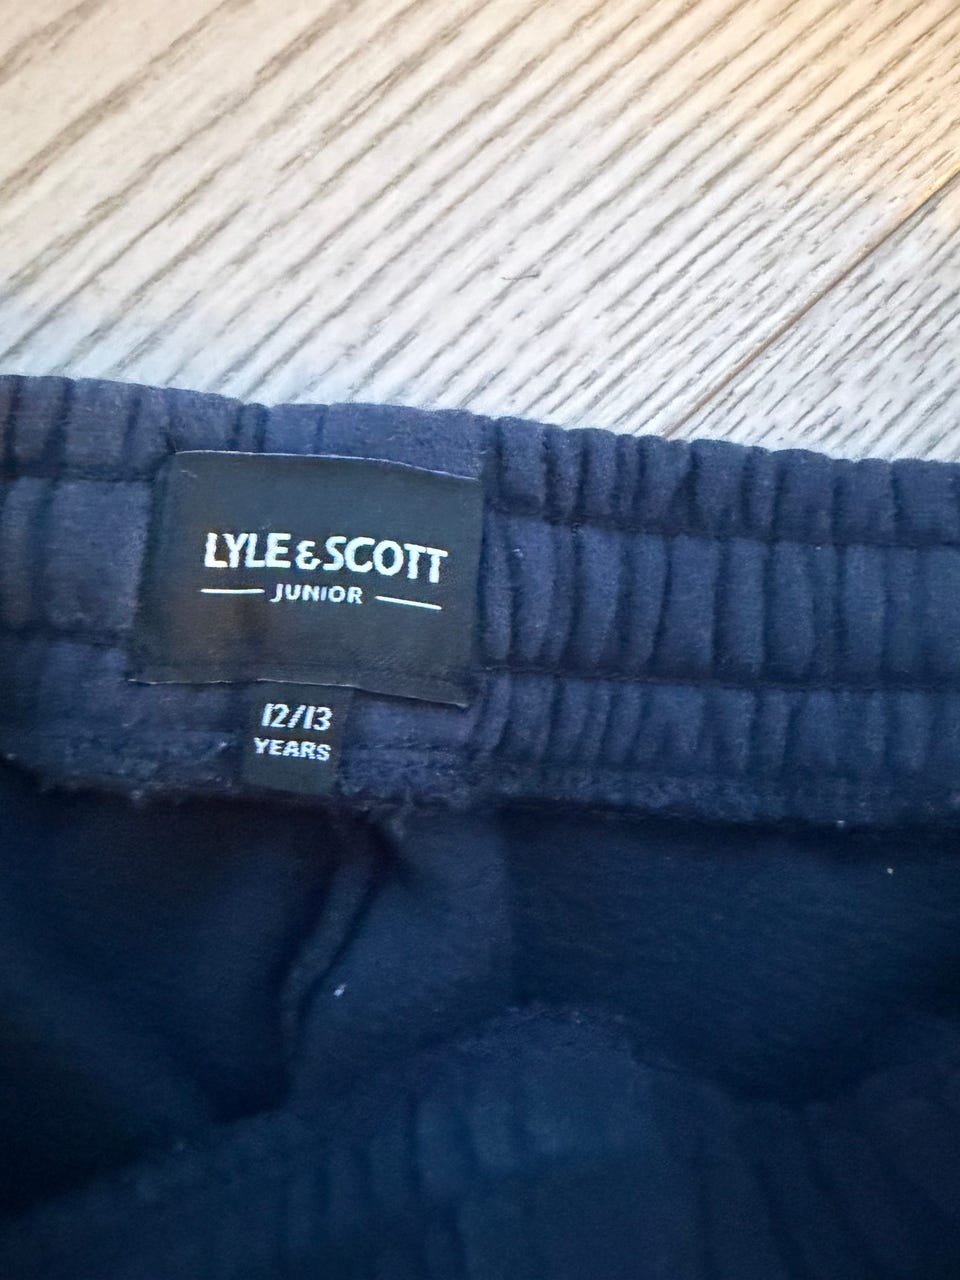 LYLE & SCOTT
JUNIOR
12/13
YEARS